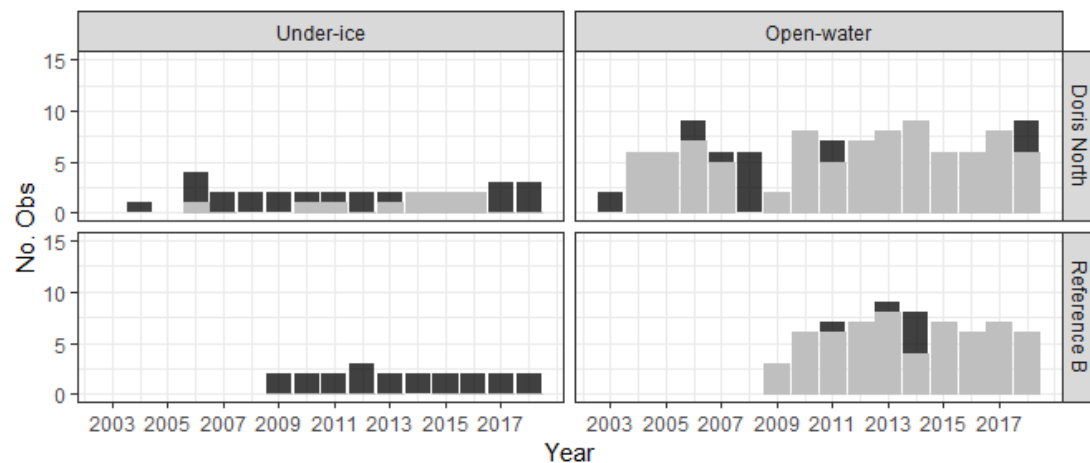 Under-ice Open-water
No. Obs
15
10
5
0
Doris North
15
10
5
0
Reference B
2003 2005 2007 2009 2011 2013 2015 2017 2003 2005 2007 2009 2011 2013 2015 2017
Year